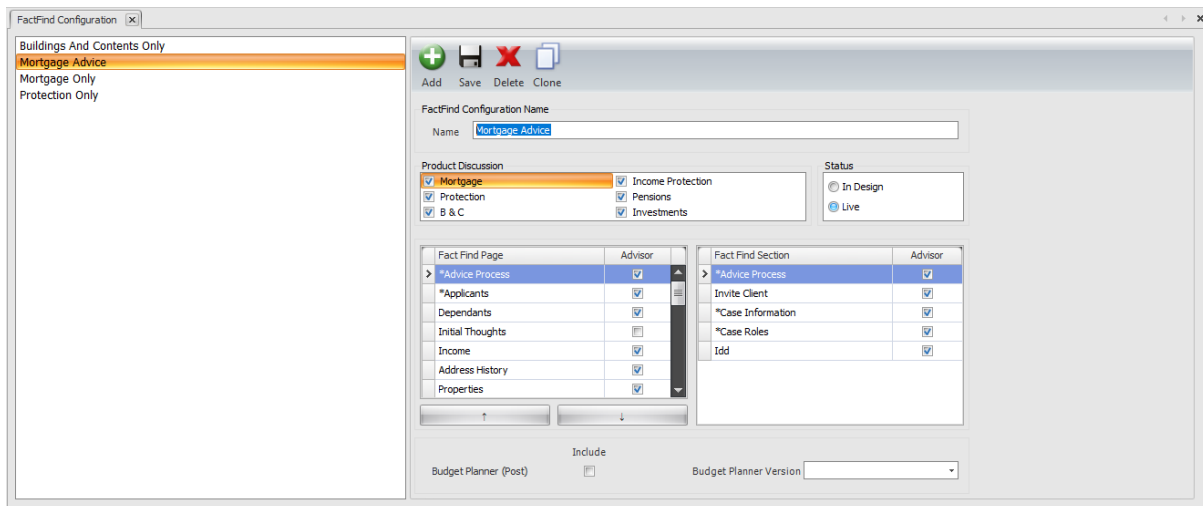 FactFind Configuration
Buildings And Contents Only
Mortgage Advice
Mortgage Only
Protection Only
Add Save Delete Clone
FactFind Configuration Name
Name Mortgage Advice
Product Discussion
Mortgage Income Protection
Protection Pensions
B & C Investments
Status
In Design
Live
Fact Find Page Advisor
*Advice Process
*Applicants
Dependants
Initial Thoughts
Income
Address History
Properties
Fact Find Section Advisor
*Advice Process
Invite Client
*Case Information
*Case Roles
Idd
Include
Budget Planner (Post) Budget Planner Version